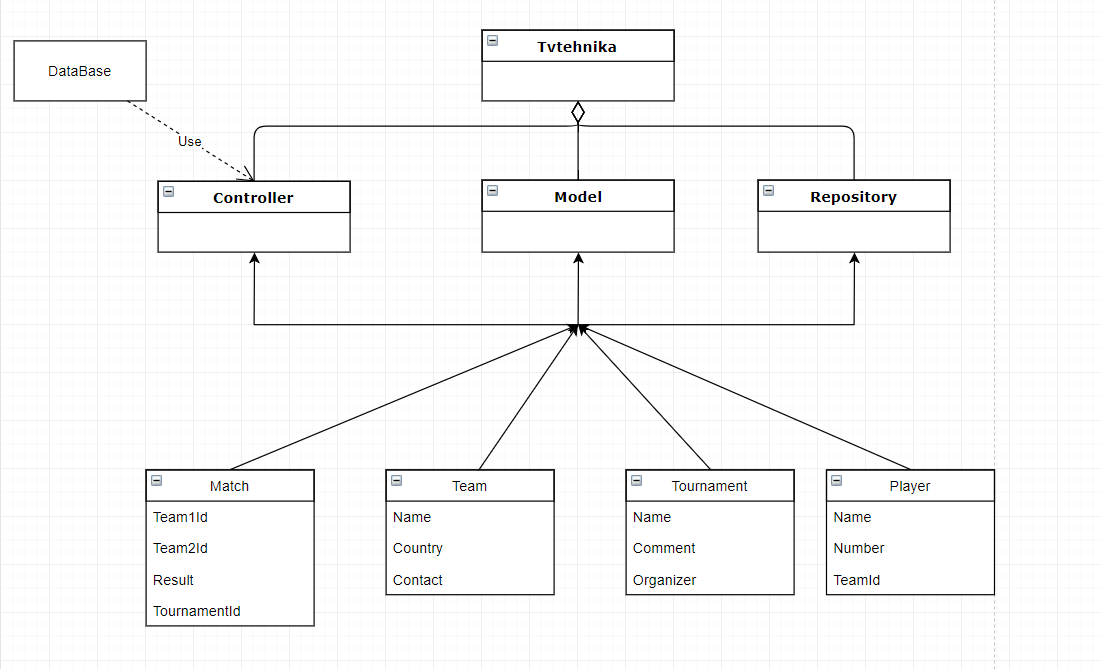 Tvtehnika
DataBase
Use
Controller
Model
Repository
Match
Team1Id
Team2Id
Result
TournamentId
Team
Name
Country
Contact
Tournament
Name
Comment
Organizer
Player
Name
Number
TeamId